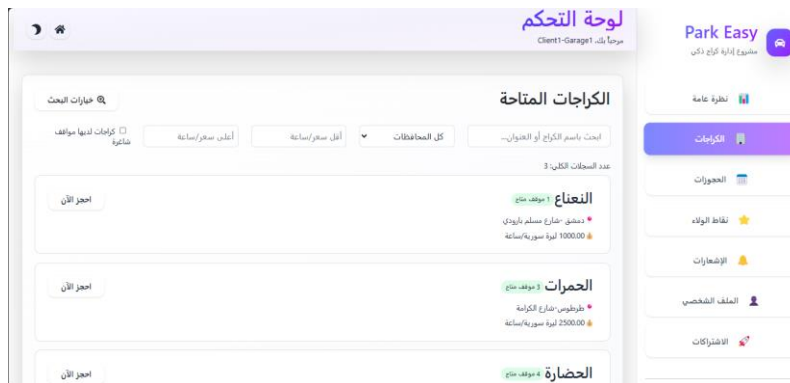 Park Easy
مشروع إدارة كراج ذكي
نظرة عامة
الكراجات
الحجوزات
نقاط الولاء
الإشعارات
الملف الشخصي
الاشتراكات
لوحة التحكم
مرحباً بك، Client1-Garage1
الكراجات المتاحة
خيارات البحث
ابحث باسم الكراج أو العنوان...
كل المحافظات
أقل سعر/ساعة
أعلى سعر/ساعة
كراجات لديها مواقف شاغرة
عدد السجلات الكلي: 3
النعناع 1 موقف متاح
احجز الآن
دمشق -شارع مسلم بارودي
1000.00 ليرة سورية/ساعة
الحمرات 3 موقف متاح
احجز الآن
طرطوس-شارع الكرامة
2500.00 ليرة سورية/ساعة
الحضارة 4 موقف متاح
احجز الآن